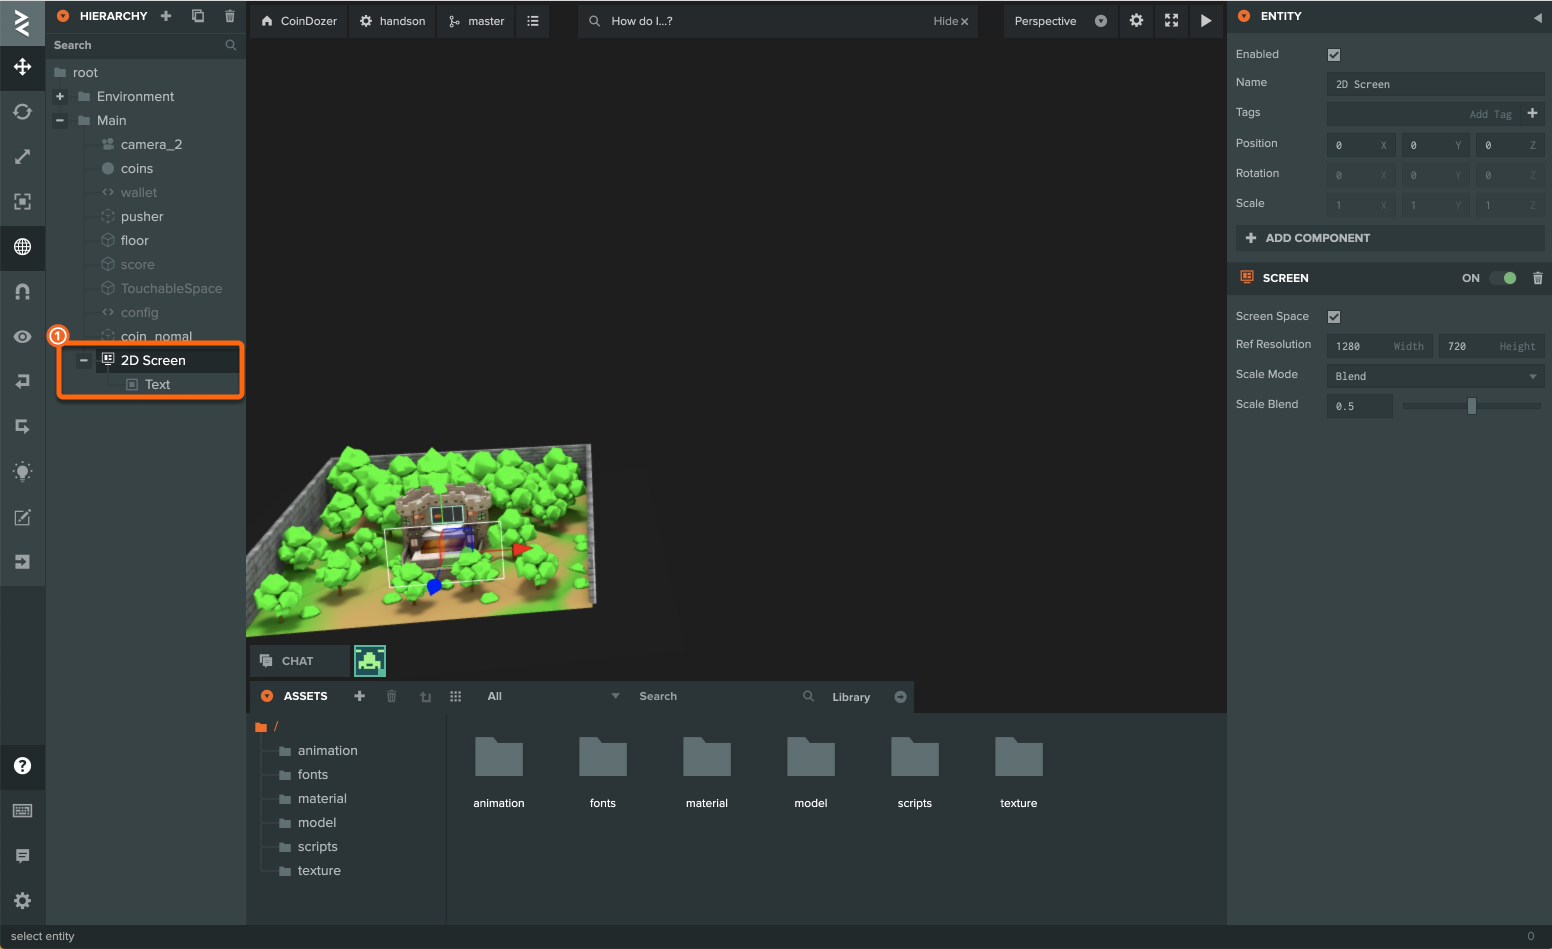 HIERARCHY
CoinDozer
handson
master
How do I...?
Hide
Perspective
ENTITY
Search
root
Environment
Main
camera_2
coins
wallet
pusher
floor
score
TouchableSpace
config
coin_nomal
1
2D Screen
Text
Enabled
Name
2D Screen
Tags
Add Tag
Position
0 X
0 Y
0 Z
Rotation
0 X
0 Y
0 Z
Scale
1 X
1 Y
1 Z
ADD COMPONENT
SCREEN
ON
Screen Space
Ref Resolution
1280 Width
720 Height
Scale Mode
Blend
Scale Blend
0.5
CHAT
ASSETS
All
Search
Library
/
animation
fonts
material
model
scripts
texture
animation
fonts
material
model
scripts
texture
select entity
0